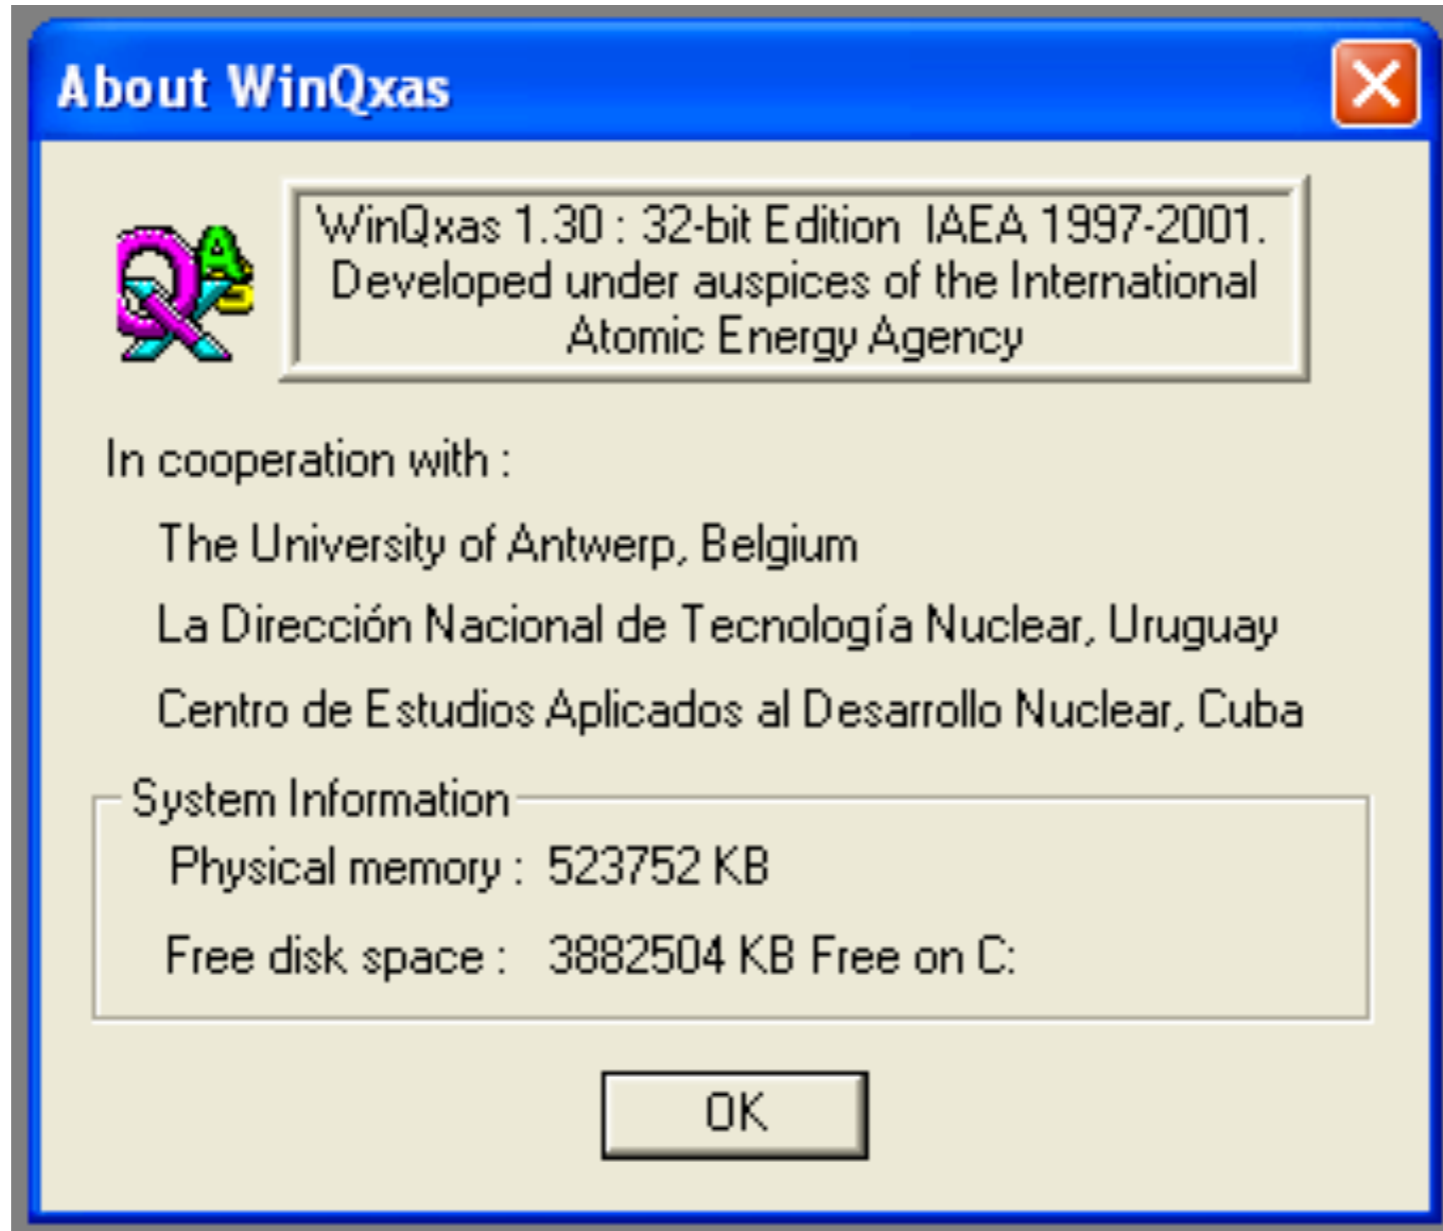 About WinQxas
WinQxas 1.30 : 32-bit Edition IAEA 1997-2001.
Developed under auspices of the International
Atomic Energy Agency
In cooperation with :
The University of Antwerp, Belgium
La Dirección Nacional de Tecnología Nuclear, Uruguay
Centro de Estudios Aplicados al Desarrollo Nuclear, Cuba
System Information
Physical memory : 523752 KB
Free disk space : 3882504 KB Free on C:
OK